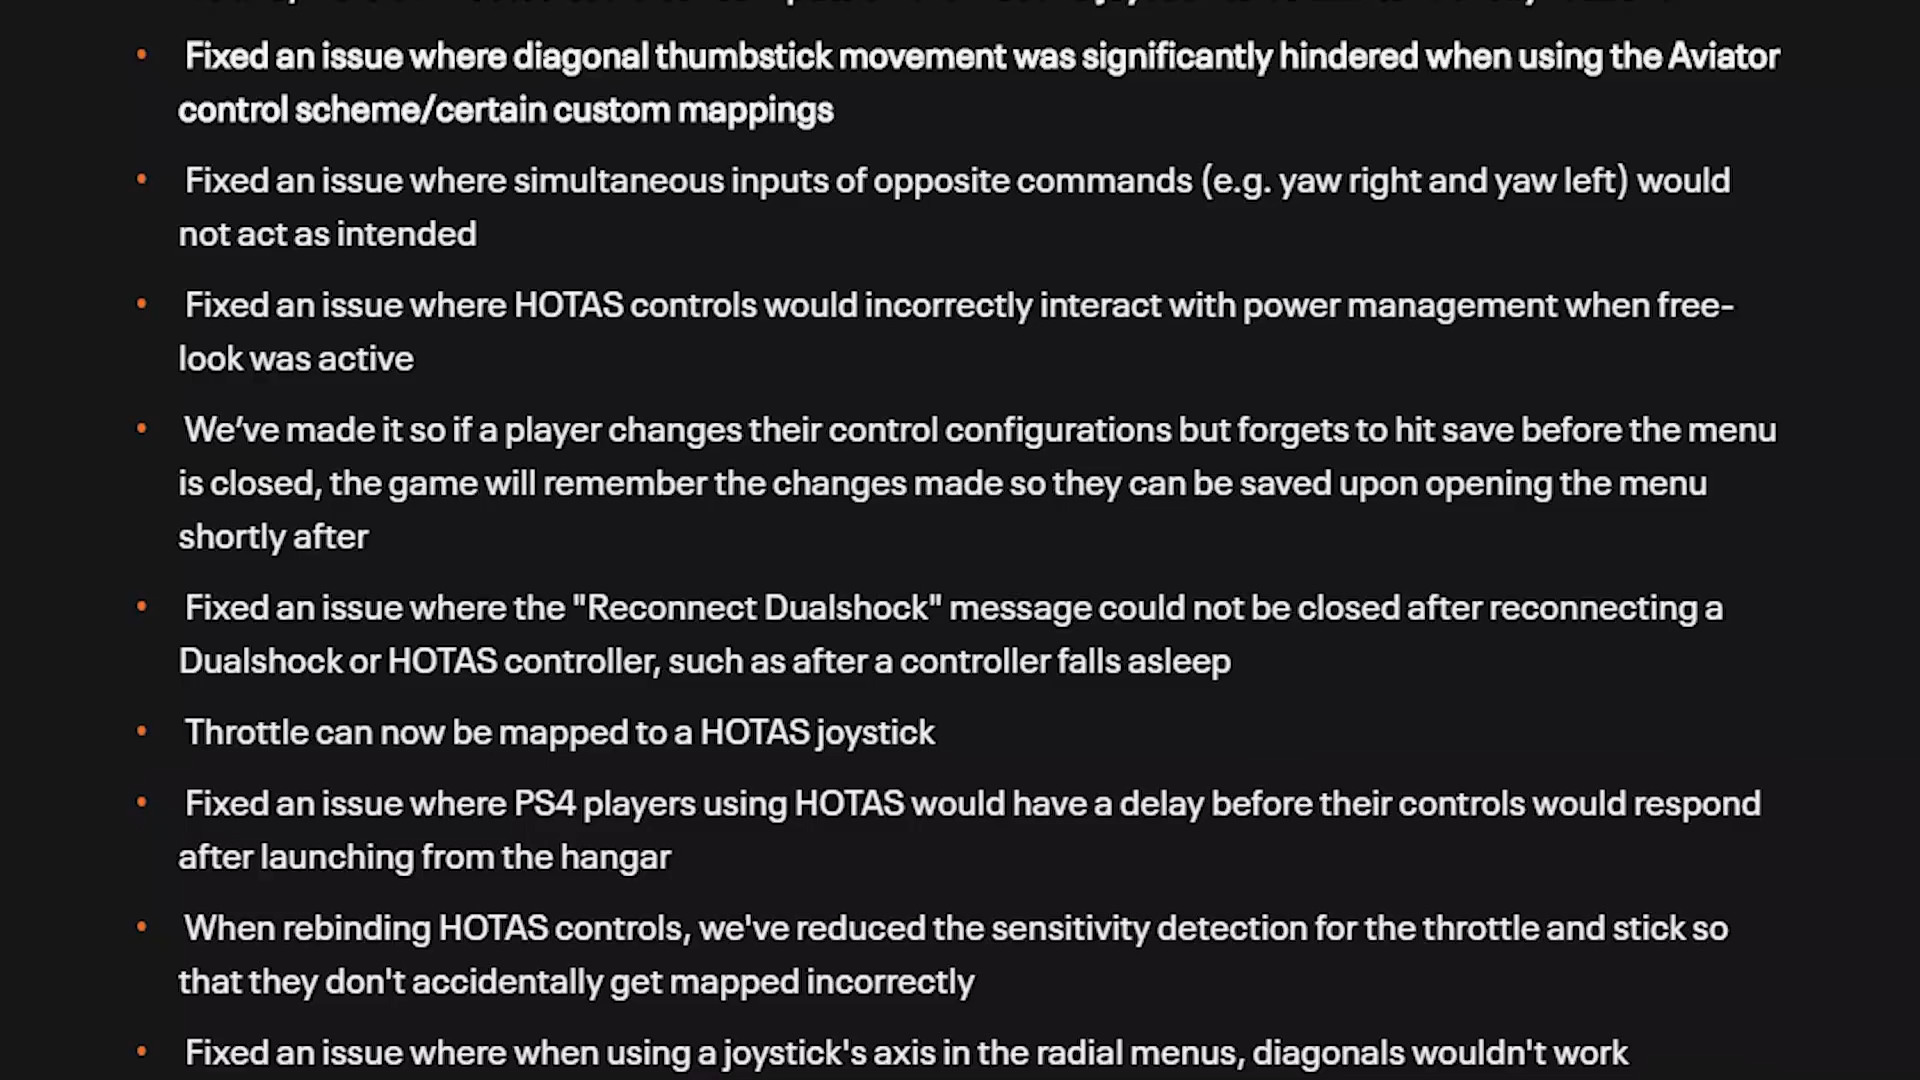 • Fixed an issue where diagonal thumbstick movement was significantly hindered when using the Aviator
control scheme/certain custom mappings
• Fixed an issue where simultaneous inputs of opposite commands (e.g. yaw right and yaw left) would
not act as intended
• Fixed an issue where HOTAS controls would incorrectly interact with power management when free-
look was active
• We’ve made it so if a player changes their control configurations but forgets to hit save before the menu
is closed, the game will remember the changes made so they can be saved upon opening the menu
shortly after
• Fixed an issue where the "Reconnect Dualshock" message could not be closed after reconnecting a
Dualshock or HOTAS controller, such as after a controller falls asleep
• Throttle can now be mapped to a HOTAS joystick
• Fixed an issue where PS4 players using HOTAS would have a delay before their controls would respond
after launching from the hangar
• When rebinding HOTAS controls, we've reduced the sensitivity detection for the throttle and stick so
that they don't accidentally get mapped incorrectly
• Fixed an issue where when using a joystick's axis in the radial menus, diagonals wouldn't work